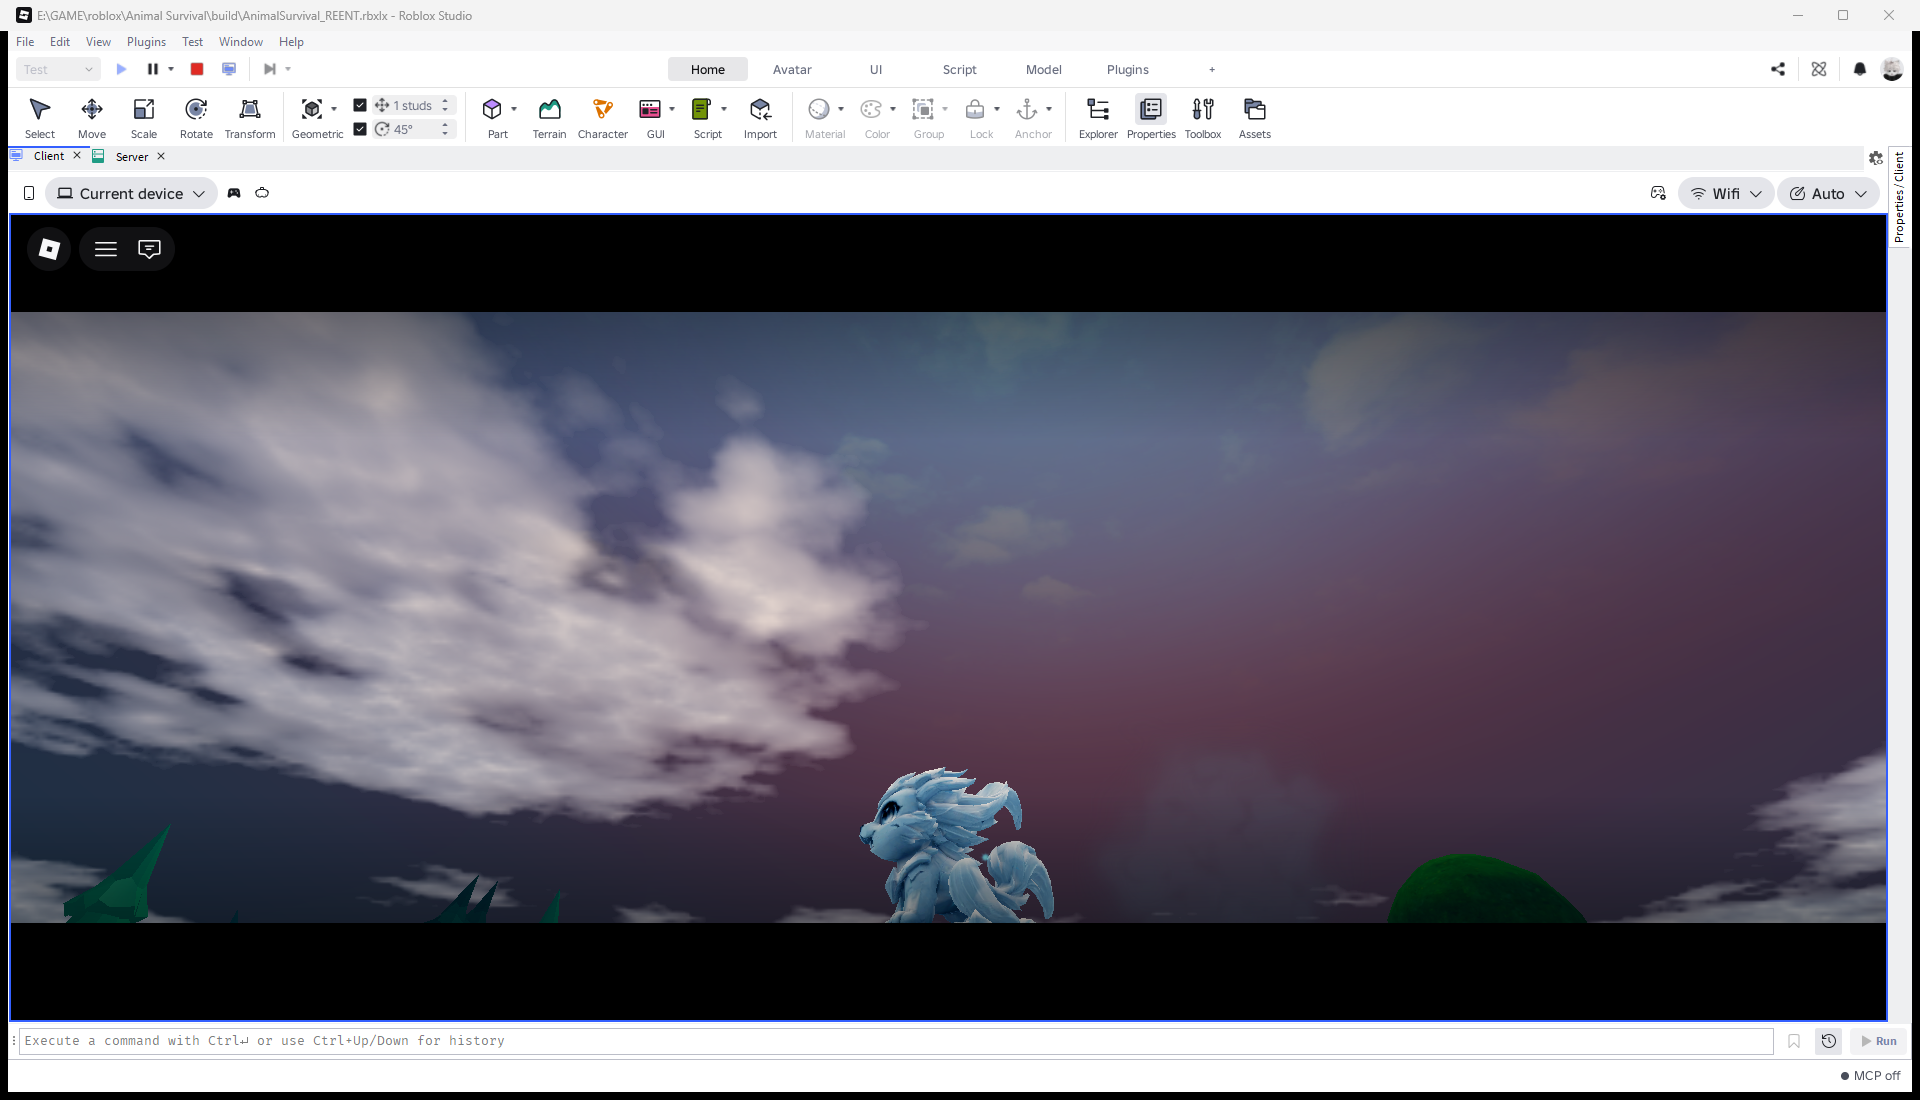 E:\GAME\roblox\Animal Survival\build\AnimalSurvival_REENT.rbxlx - Roblox Studio
File Edit View Plugins Test Window Help
Test Home Avatar UI Script Model Plugins +
1 studs
45°
Select Move Scale Rotate Transform Geometric Part Terrain Character GUI Script Import Material Color Group Lock Anchor Explorer Properties Toolbox Assets
Client Server
Properties / Client
Current device Wifi Auto
Execute a command with Ctrl↵ or use Ctrl+Up/Down for history
Run
MCP off